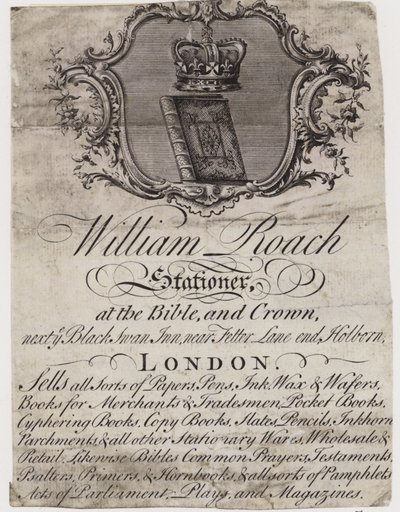 William Roach
Stationer,
at the Bible, and Crown,
next yᵉ Black Swan Inn, near Fetter Lane end, Holborn,
LONDON.
Sells all Sorts of Papers, Pens, Ink, Wax & Wafers,
Books for Merchants & Tradesmen, Pocket Books,
Cyphering Books, Copy Books, Slates, Pencils, Inkhorn
Parchments & all other Stationary Wares, Wholesale &
Retail. Likewise Bibles Common Prayers, Testaments,
Psalters, Primers, & Hornbooks, & all sorts of Pamphlets
Acts of Parliament, Plays, and Magazines.